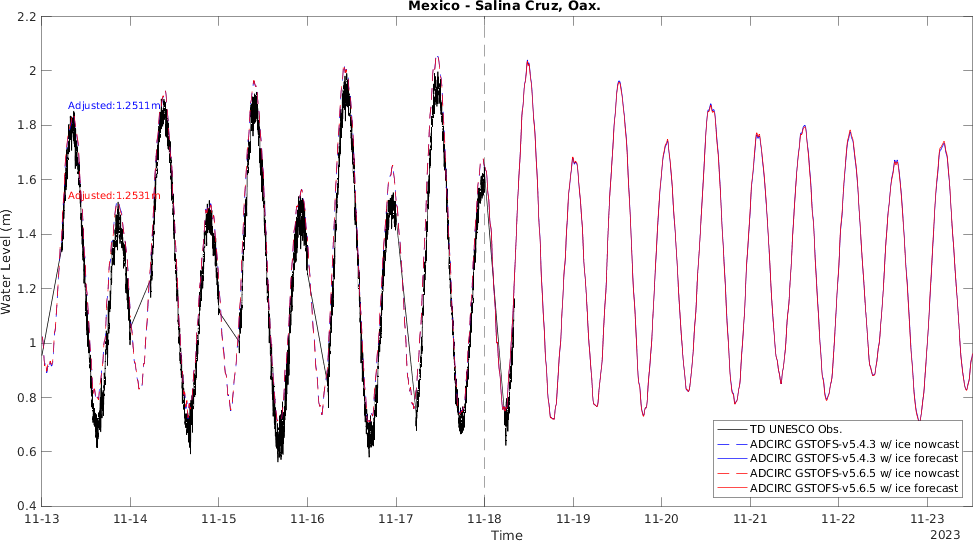 Mexico - Salina Cruz, Oax.
2.2
2
1.8
1.6
1.4
1.2
1
0.8
0.6
0.4
Water Level (m)
Adjusted:1.2511m
Adjusted:1.2531m
TD UNESCO Obs.
ADCIRC GSTOFS-v5.4.3 w/ ice nowcast
ADCIRC GSTOFS-v5.4.3 w/ ice forecast
ADCIRC GSTOFS-v5.6.5 w/ ice nowcast
ADCIRC GSTOFS-v5.6.5 w/ ice forecast
11-13 11-14 11-15 11-16 11-17 11-18 11-19 11-20 11-21 11-22 11-23
2023
Time